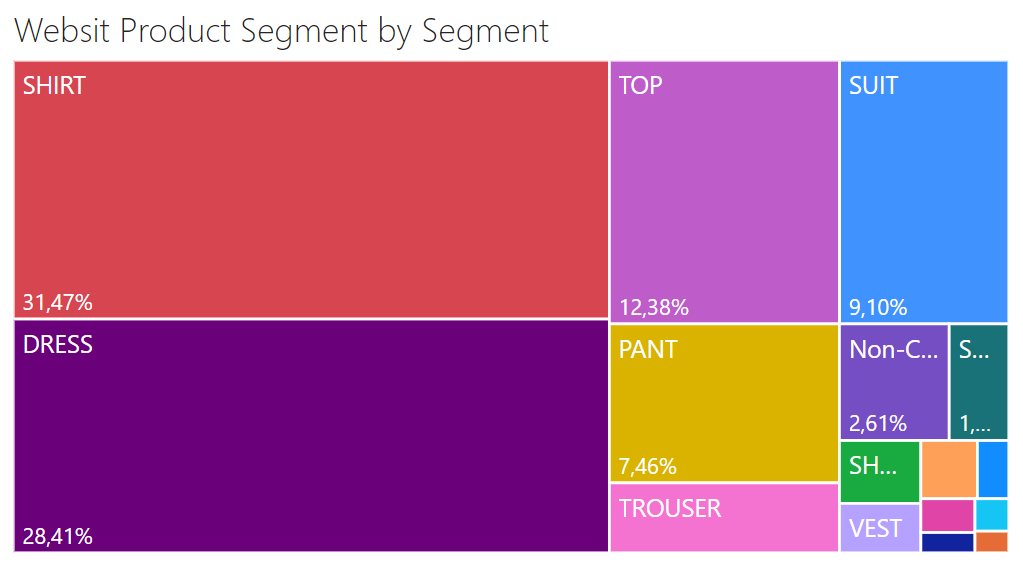 Websit Product Segment by Segment
SHIRT
31,47%
DRESS
28,41%
TOP
12,38%
PANT
7,46%
TROUSER
SUIT
9,10%
Non-C...
2,61%
S...
1,...
SH...
VEST